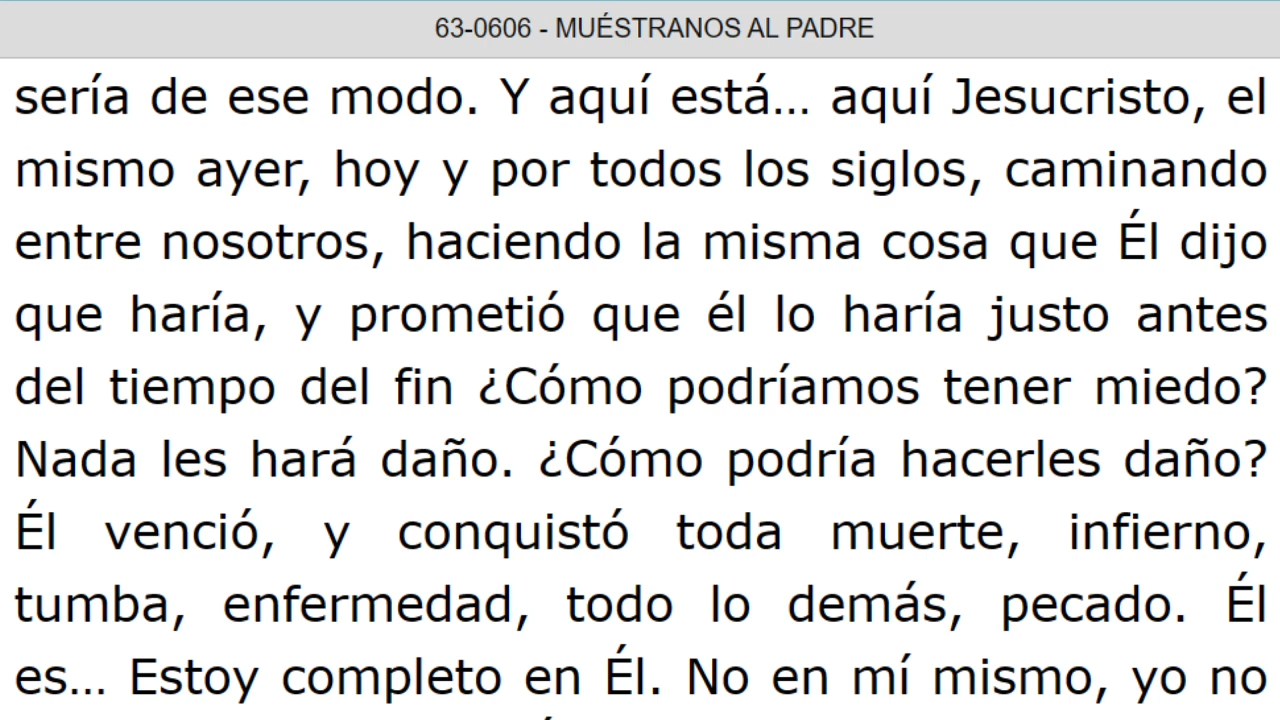 63-0606 - MUÉSTRANOS AL PADRE
sería de ese modo. Y aquí está... aquí Jesucristo, el
mismo ayer, hoy y por todos los siglos, caminando
entre nosotros, haciendo la misma cosa que Él dijo
que haría, y prometió que él lo haría justo antes
del tiempo del fin ¿Cómo podríamos tener miedo?
Nada les hará daño. ¿Cómo podría hacerles daño?
Él venció, y conquistó toda muerte, infierno,
tumba, enfermedad, todo lo demás, pecado. Él
es... Estoy completo en Él. No en mí mismo, yo no